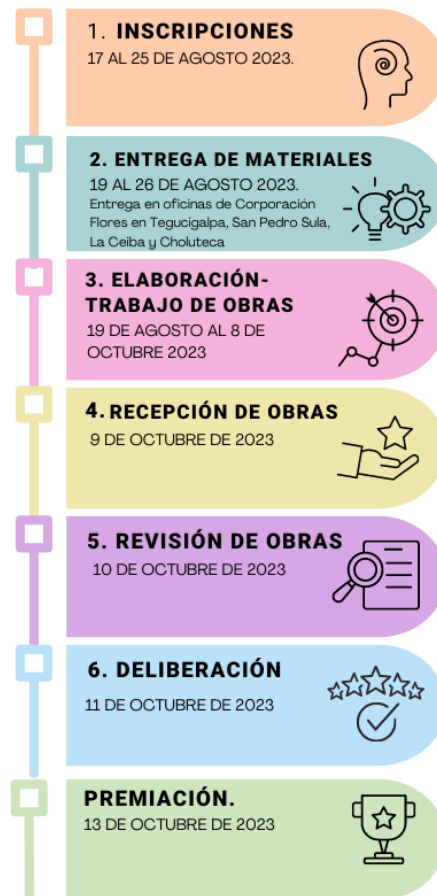 1. INSCRIPCIONES
17 AL 25 DE AGOSTO 2023.
2. ENTREGA DE MATERIALES
19 AL 26 DE AGOSTO 2023.
Entrega en oficinas de Corporación
Flores en Tegucigalpa, San Pedro Sula,
La Ceiba y Choluteca
3. ELABORACIÓN-
TRABAJO DE OBRAS
19 DE AGOSTO AL 8 DE
OCTUBRE 2023
4. RECEPCIÓN DE OBRAS
9 DE OCTUBRE DE 2023
5. REVISIÓN DE OBRAS
10 DE OCTUBRE DE 2023
6. DELIBERACIÓN
11 DE OCTUBRE DE 2023
PREMIACIÓN.
13 DE OCTUBRE DE 2023